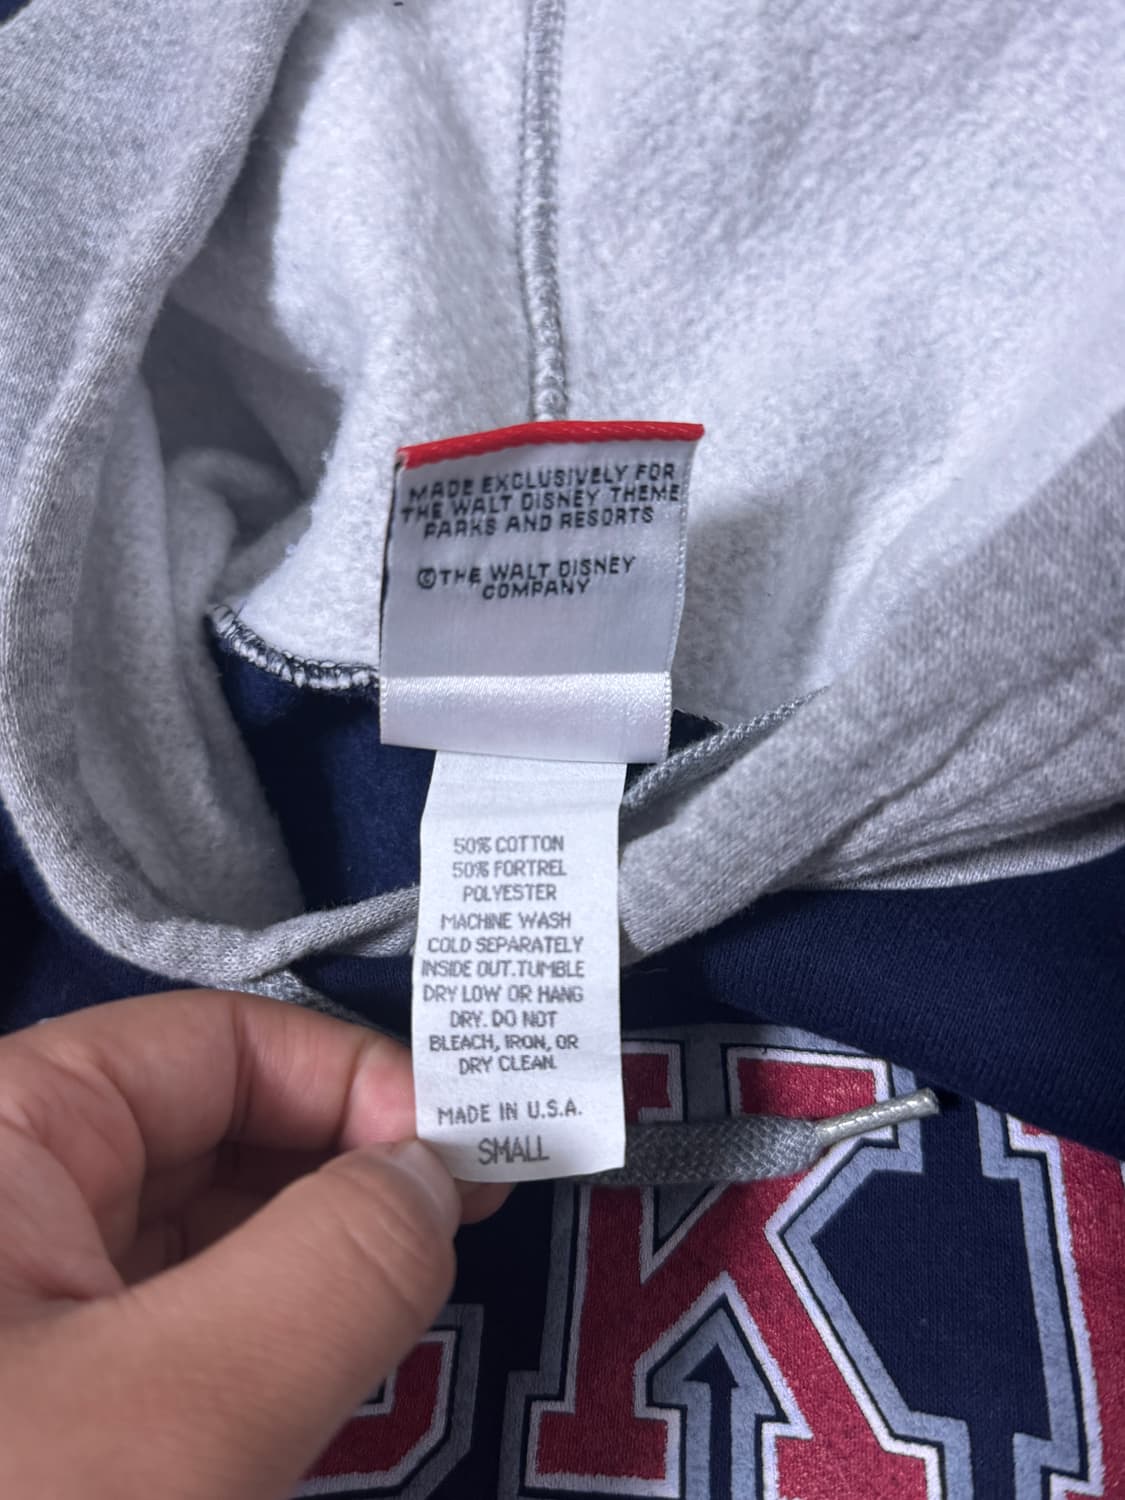 MADE EXCLUSIVELY FOR
THE WALT DISNEY THEME
PARKS AND RESORTS
©THE WALT DISNEY
COMPANY
50% COTTON
50% FORTREL
POLYESTER
MACHINE WASH
COLD SEPARATELY
INSIDE OUT.TUMBLE
DRY LOW OR HANG
DRY. DO NOT
BLEACH, IRON, OR
DRY CLEAN.
MADE IN U.S.A.
SMALL
CK